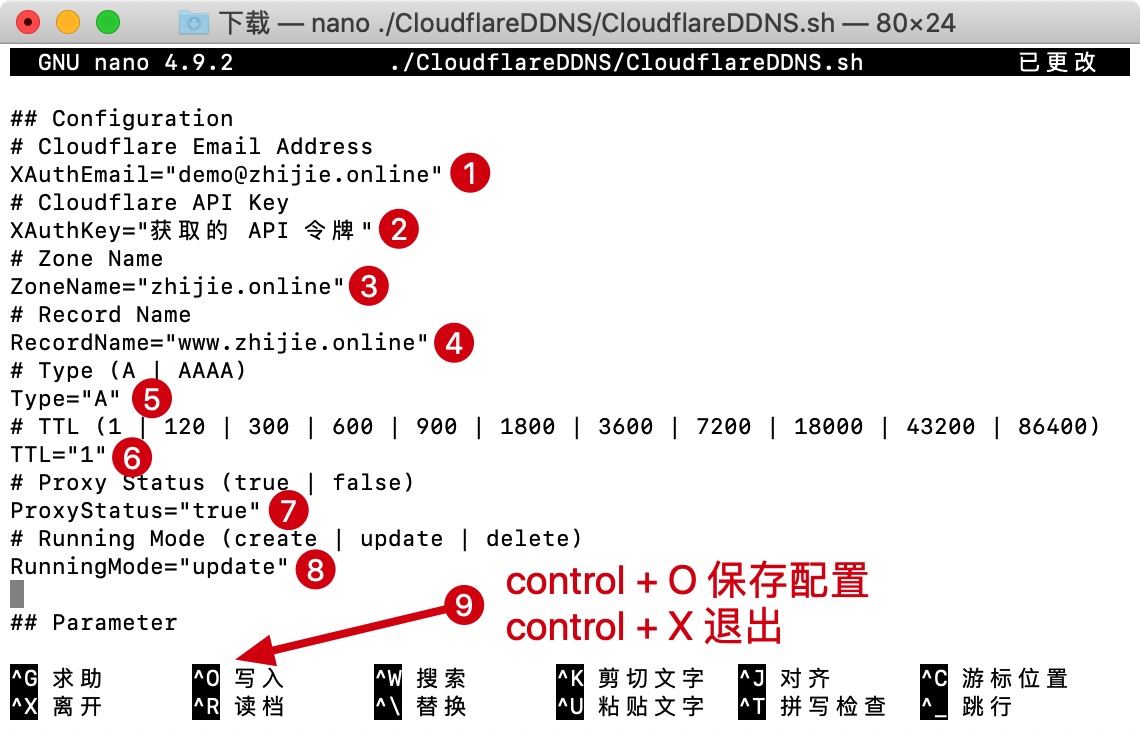 下载 — nano ./CloudflareDDNS/CloudflareDDNS.sh — 80×24
GNU nano 4.9.2 ./CloudflareDDNS/CloudflareDDNS.sh 已更改
## Configuration
# Cloudflare Email Address
XAuthEmail="demo@zhijie.online" 1
# Cloudflare API Key
XAuthKey="获取的 API 令牌" 2
# Zone Name
ZoneName="zhijie.online" 3
# Record Name
RecordName="www.zhijie.online" 4
# Type (A | AAAA)
Type="A" 5
# TTL (1 | 120 | 300 | 600 | 900 | 1800 | 3600 | 7200 | 18000 | 43200 | 86400)
TTL="1" 6
# Proxy Status (true | false)
ProxyStatus="true" 7
# Running Mode (create | update | delete)
RunningMode="update" 8
9 control + O 保存配置
control + X 退出
## Parameter
^G 求助 ^O 写入 ^W 搜索 ^K 剪切文字 ^J 对齐 ^C 游标位置
^X 离开 ^R 读档 ^\ 替换 ^U 粘贴文字 ^T 拼写检查 ^_ 跳行